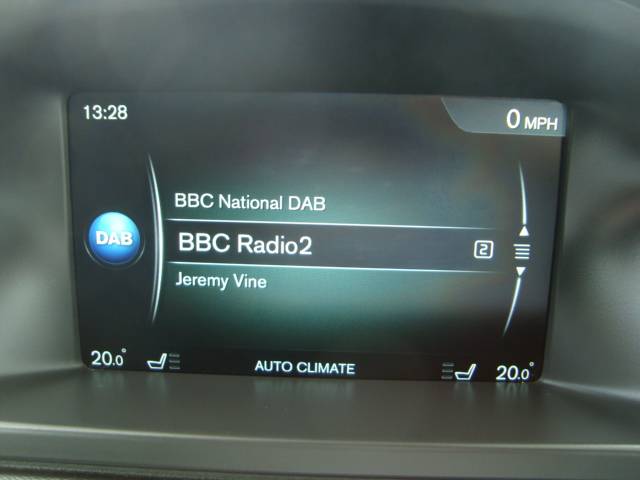 13:28
0 MPH
BBC National DAB
DAB
BBC Radio2
2
Jeremy Vine
20.0°
AUTO CLIMATE
20.0°